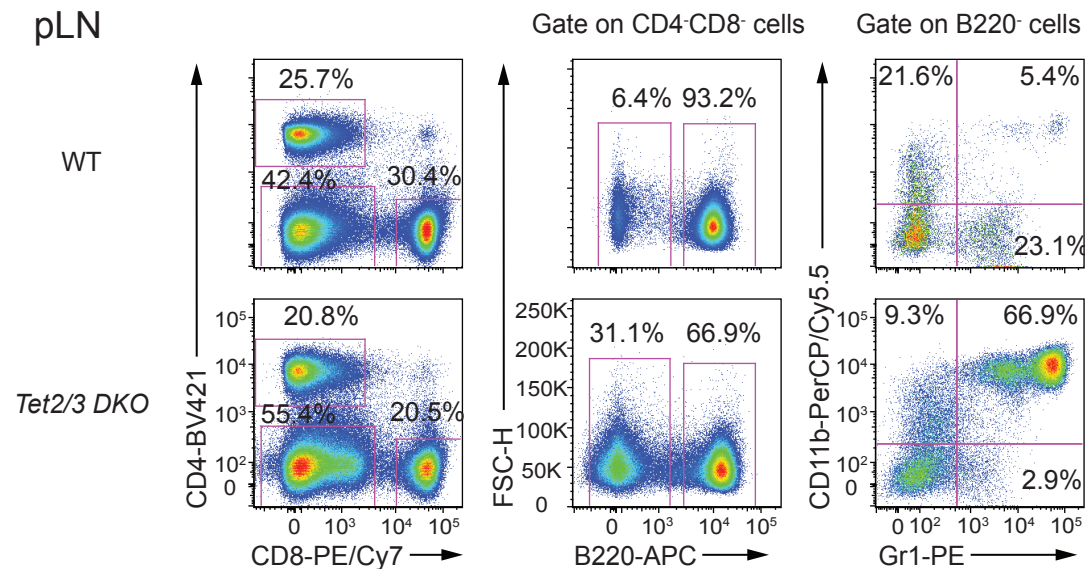 pLN
Gate on CD4-CD8- cells
Gate on B220- cells
WT
25.7%
42.4%
30.4%
6.4%
93.2%
21.6%
5.4%
23.1%
Tet2/3 DKO
CD4-BV421
10⁵
10⁴
10³
10²
0
20.8%
55.4%
20.5%
0
10³
10⁴
10⁵
CD8-PE/Cy7
FSC-H
250K
200K
150K
100K
50K
0
31.1%
66.9%
0
10³
10⁴
10⁵
B220-APC
CD11b-PerCP/Cy5.5
10⁵
10⁴
10³
10²
0
9.3%
66.9%
2.9%
0
10²
10³
10⁴
10⁵
Gr1-PE